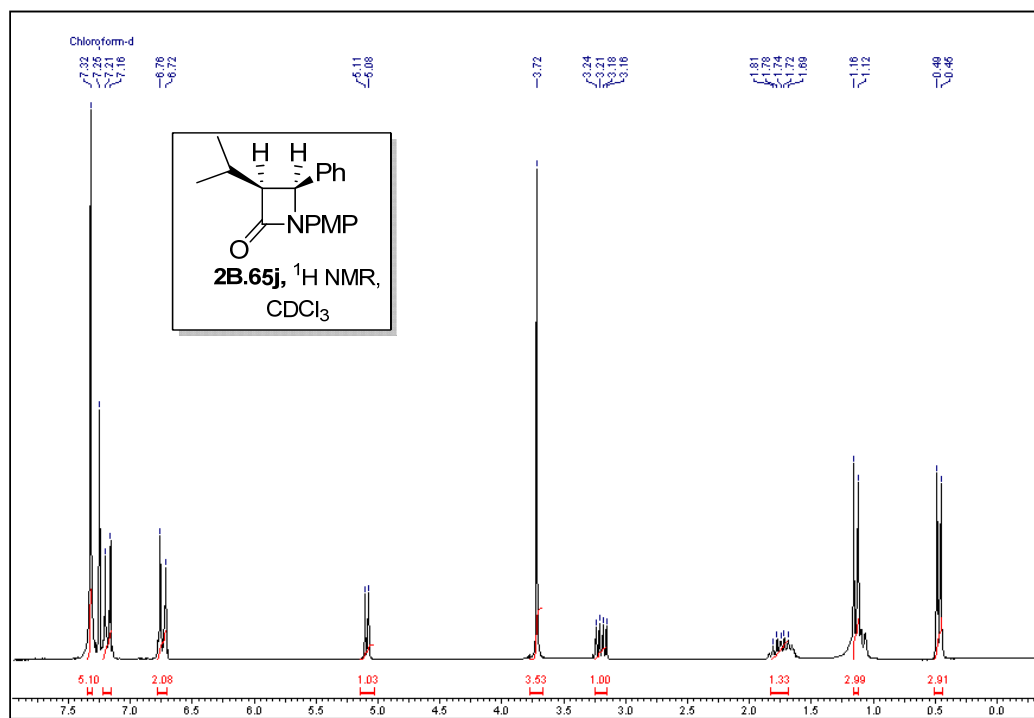 Chloroform-d
7.32 7.25 7.21 7.16 6.76 6.72 5.11 5.08 3.72 3.24 3.21 3.18 3.16 1.81 1.78 1.74 1.72 1.69 1.16 1.12 0.49 0.45
H H
Ph
NPMP
O
2B.65j, ¹H NMR,
CDCl₃
5.10 2.08 1.03 3.53 1.00 1.33 2.99 2.91
7.5 7.0 6.5 6.0 5.5 5.0 4.5 4.0 3.5 3.0 2.5 2.0 1.5 1.0 0.5 0.0